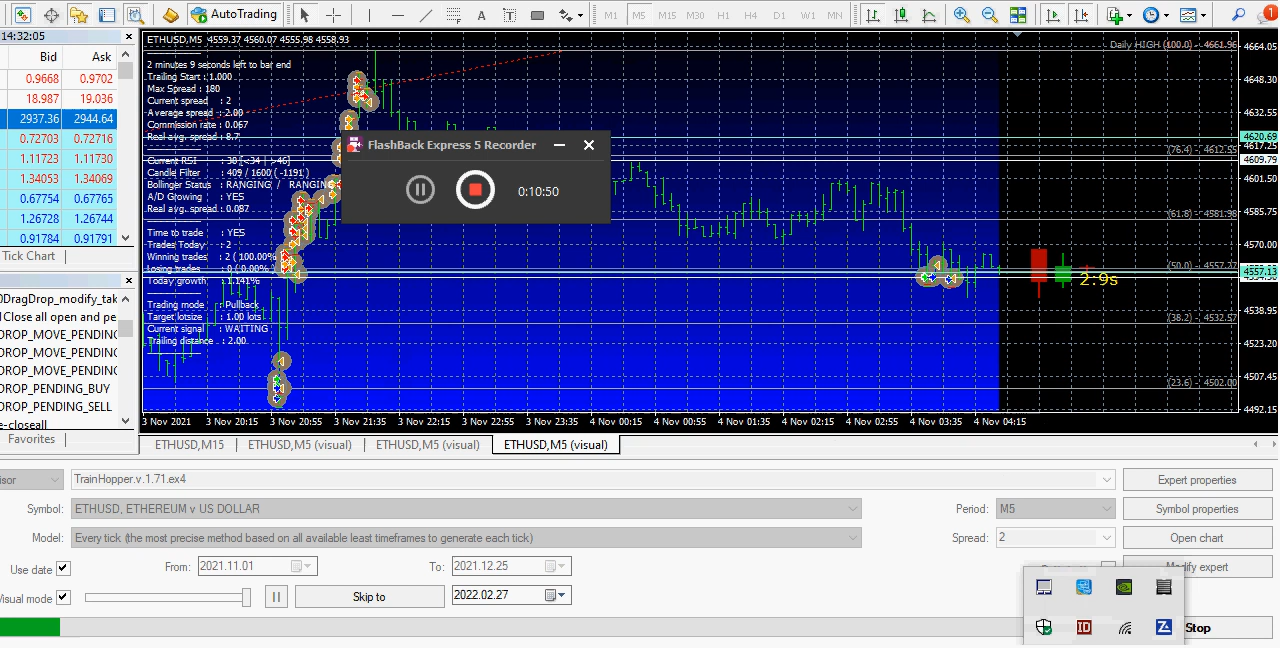 AutoTrading
M1 M5 M15 M30 H1 H4 D1 W1 MN
14:32:05
Bid Ask
0.9668 0.9702
18.987 19.036
2937.36 2944.64
0.72703 0.72716
1.11723 1.11730
1.34053 1.34069
0.67754 0.67765
1.26728 1.26744
0.91784 0.91791
Tick Chart
0DragDrop_modify_tak
Close all open and pe
DROP_MOVE_PENDING
DROP_MOVE_PENDING
DROP_MOVE_PENDING
DROP_PENDING_BUY
DROP_PENDING_SELL
e-closeall
Favorites
ETHUSD,M5 4559.37 4560.07 4555.98 4558.93
2 minutes 9 seconds left to bar end
Trailing Start : 1.000
Max Spread : 180
Current spread : 2
Average spread : 2.00
Commission rate : 0.067
Real avg. spread : 8.7
Current RSI : 38 [<34 | >46]
Candle Filter : 409 / 1600 ( -1191')
Bollinger Status : RANGING / RANGING
A/D Growing : YES
Real avg. spread : 0.087
Time to trade : YES
Trades Today : 2
Winning trades : 2 ( 100.00%
Losing trades : 0 ( 0.00%
Today growth : 1.141%
Trading mode : Pullback
Target lotsize : 1.00 lots
Current signal : WAITING
Trailing distance : 2.00
FlashBack Express 5 Recorder
0:10:50
Daily HIGH (100.0) - 4661.96
(76.4) - 4612.55
(61.8) - 4581.98
(50.0) - 4557.27
(38.2) - 4532.57
(23.6) - 4502.00
2:9s
4664.05
4648.30
4632.55
4620.69
4617.25
4609.79
4601.50
4585.75
4570.00
4557.13
4538.95
4523.20
4507.45
4492.15
3 Nov 2021 3 Nov 20:15 3 Nov 20:55 3 Nov 21:35 3 Nov 22:15 3 Nov 22:55 3 Nov 23:35 4 Nov 00:15 4 Nov 00:55 4 Nov 01:35 4 Nov 02:15 4 Nov 02:55 4 Nov 03:35 4 Nov 04:15
ETHUSD,M15 ETHUSD,M5 (visual) ETHUSD,M5 (visual) ETHUSD,M5 (visual)
isor TrainHopper.v.1.71.ex4 Expert properties
Symbol: ETHUSD, ETHEREUM v US DOLLAR Period: M5 Symbol properties
Model: Every tick (the most precise method based on all available least timeframes to generate each tick) Spread: 2 Open chart
Use date From: 2021.11.01 To: 2021.12.25 Modify expert
Visual mode Skip to 2022.02.27
ID
Stop